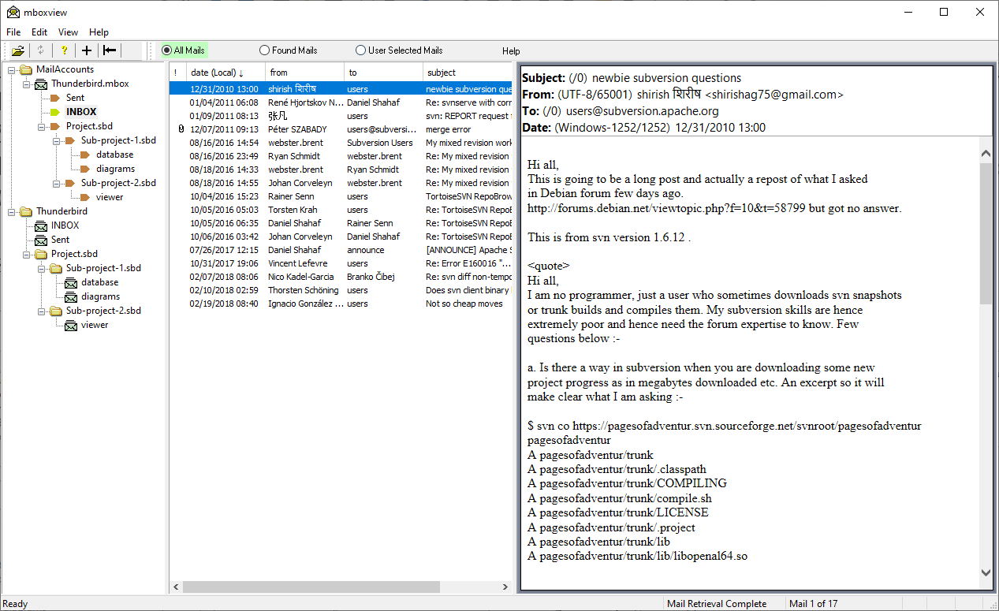 mboxview
File Edit View Help
All Mails Found Mails User Selected Mails Help
MailAccounts
Thunderbird.mbox
Sent
INBOX
Project.sbd
Sub-project-1.sbd
database
diagrams
Sub-project-2.sbd
viewer
Thunderbird
INBOX
Sent
Project.sbd
Sub-project-1.sbd
database
diagrams
Sub-project-2.sbd
viewer
! date (Local) ↓ from to subject
12/31/2010 13:00 shirish शिरीष users newbie subversion que
01/04/2011 06:08 René Hjortskov N... Daniel Shahaf Re: svnserve with corr
01/09/2011 08:13 张凡 users svn: REPORT request f
12/07/2011 09:13 Péter SZABADY users@subversi... merge error
08/16/2016 14:54 webster.brent Subversion Users My mixed revision work
08/16/2016 23:49 Ryan Schmidt webster.brent Re: My mixed revision
08/18/2016 14:33 webster.brent Ryan Schmidt Re: My mixed revision
08/18/2016 14:55 Johan Corveleyn webster.brent Re: My mixed revision
10/04/2016 15:23 Rainer Senn users TortoiseSVN RepoBrow
10/05/2016 05:03 Torsten Krah users Re: TortoiseSVN RepoB
10/05/2016 06:35 Daniel Shahaf Rainer Senn Re: TortoiseSVN RepoB
10/06/2016 03:42 Johan Corveleyn Daniel Shahaf Re: TortoiseSVN RepoB
07/26/2017 12:15 Daniel Shahaf announce [ANNOUNCE] Apache S
10/31/2017 19:06 Vincent Lefevre users Re: Error E160016 "...
02/07/2018 08:06 Nico Kadel-Garcia Branko Čibej Re: svn diff non-tempo
02/10/2018 02:59 Thorsten Schöning users Does svn client binary
02/19/2018 08:40 Ignacio González ... users Not so cheap moves
Subject: (/0) newbie subversion questions
From: (UTF-8/65001) shirish शिरीष <shirishag75@gmail.com>
To: (/0) users@subversion.apache.org
Date: (Windows-1252/1252) 12/31/2010 13:00
Hi all,
This is going to be a long post and actually a repost of what I asked
in Debian forum few days ago.
http://forums.debian.net/viewtopic.php?f=10&t=58799 but got no answer.
This is from svn version 1.6.12 .
<quote>
Hi all,
I am no programmer, just a user who sometimes downloads svn snapshots
or trunk builds and compiles them. My subversion skills are hence
extremely poor and hence need the forum expertise to know. Few
questions below :-
a. Is there a way in subversion when you are downloading some new
project progress as in megabytes downloaded etc. An excerpt so it will
make clear what I am asking :-
$ svn co https://pagesofadventur.svn.sourceforge.net/svnroot/pagesofadventur
pagesofadventur
A pagesofadventur/trunk
A pagesofadventur/trunk/.classpath
A pagesofadventur/trunk/COMPILING
A pagesofadventur/trunk/compile.sh
A pagesofadventur/trunk/LICENSE
A pagesofadventur/trunk/.project
A pagesofadventur/trunk/lib
A pagesofadventur/trunk/lib/libopenal64.so
Ready Mail Retrieval Complete Mail 1 of 17